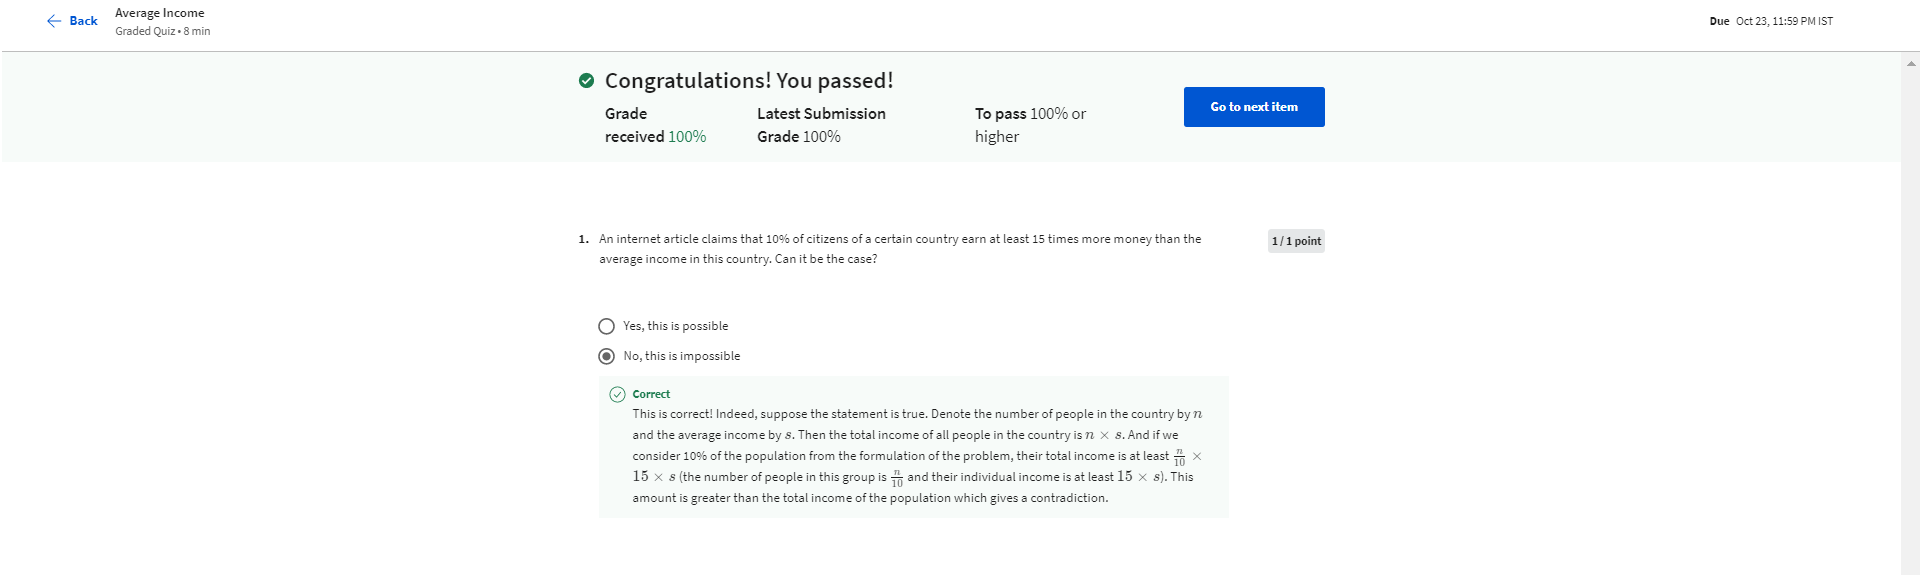 Back
Average Income
Graded Quiz • 8 min
Due Oct 23, 11:59 PM IST
Congratulations! You passed!
Grade received 100%
Latest Submission Grade 100%
To pass 100% or higher
Go to next item
1. An internet article claims that 10% of citizens of a certain country earn at least 15 times more money than the
average income in this country. Can it be the case?
1 / 1 point
Yes, this is possible
No, this is impossible
Correct
This is correct! Indeed, suppose the statement is true. Denote the number of people in the country by n
and the average income by s. Then the total income of all people in the country is n × s. And if we
consider 10% of the population from the formulation of the problem, their total income is at least n/10 ×
15 × s (the number of people in this group is n/10 and their individual income is at least 15 × s). This
amount is greater than the total income of the population which gives a contradiction.